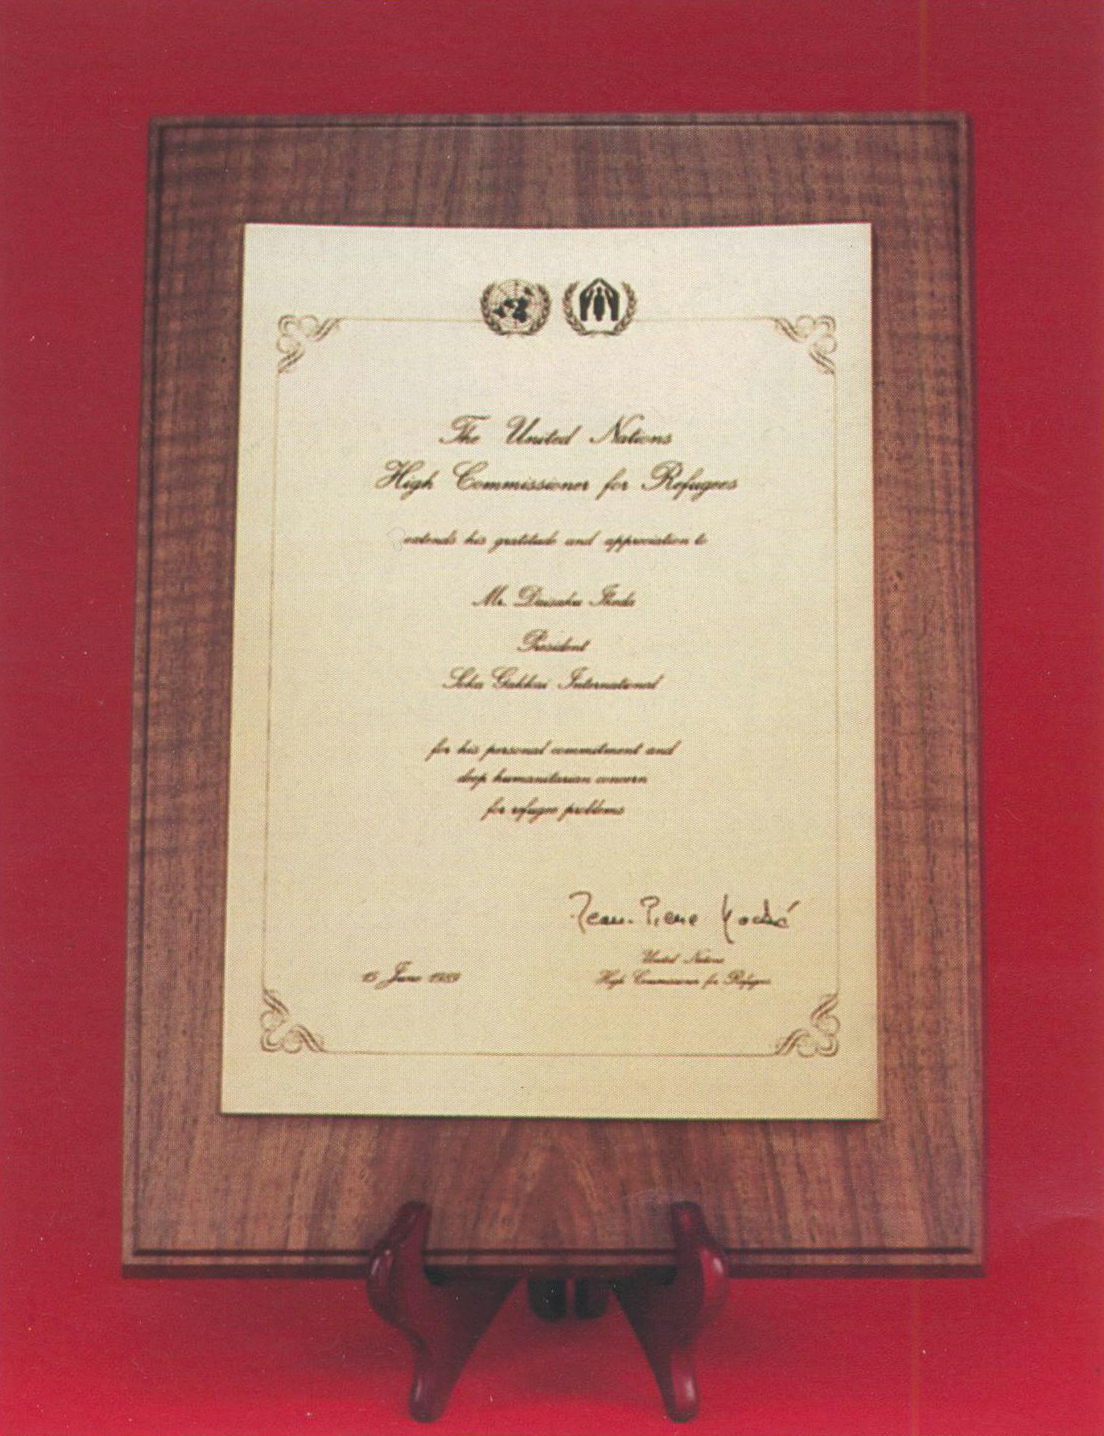 The United Nations
High Commissioner for Refugees
extends his gratitude and appreciation to
Mr. Daisaku Ikeda
President
Soka Gakkai International
for his personal commitment and
deep humanitarian concern
for refugee problems
Jean-Pierre Hocké
15 June 1989
United Nations
High Commissioner for Refugees